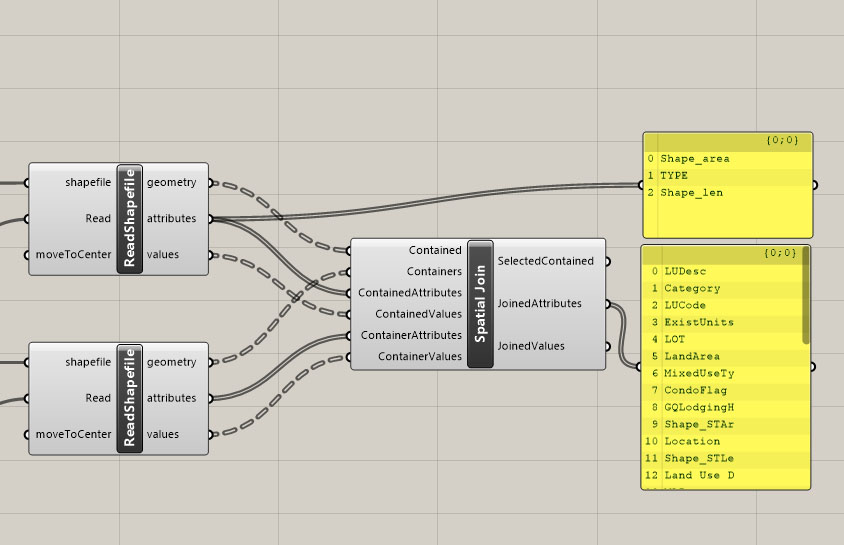 shapefile
Read
moveToCenter
ReadShapefile
geometry
attributes
values
shapefile
Read
moveToCenter
ReadShapefile
geometry
attributes
values
Contained
Containers
ContainedAttributes
ContainedValues
ContainerAttributes
ContainerValues
Spatial Join
SelectedContained
JoinedAttributes
JoinedValues
{0;0}
0 Shape_area
1 TYPE
2 Shape_len
{0;0}
0 LUDesc
1 Category
2 LUCode
3 ExistUnits
4 LOT
5 LandArea
6 MixedUseTy
7 CondoFlag
8 GQLodgingH
9 Shape_STAr
10 Location
11 Shape_STLe
12 Land Use D